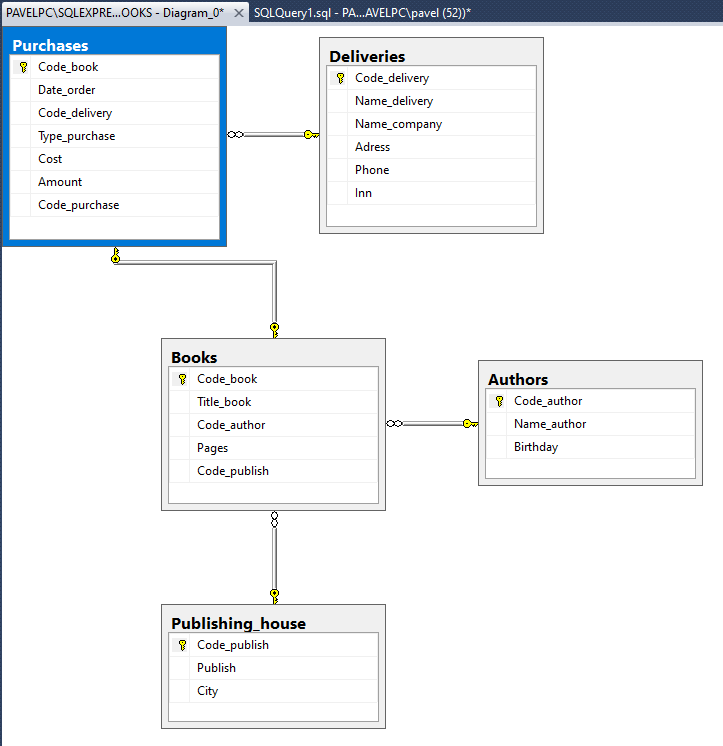 PAVELPC\SQLEXPRE...OOKS - Diagram_0*
SQLQuery1.sql - PA...AVELPC\pavel (52))*
Purchases
Code_book
Date_order
Code_delivery
Type_purchase
Cost
Amount
Code_purchase
Deliveries
Code_delivery
Name_delivery
Name_company
Adress
Phone
Inn
Books
Code_book
Title_book
Code_author
Pages
Code_publish
Authors
Code_author
Name_author
Birthday
Publishing_house
Code_publish
Publish
City